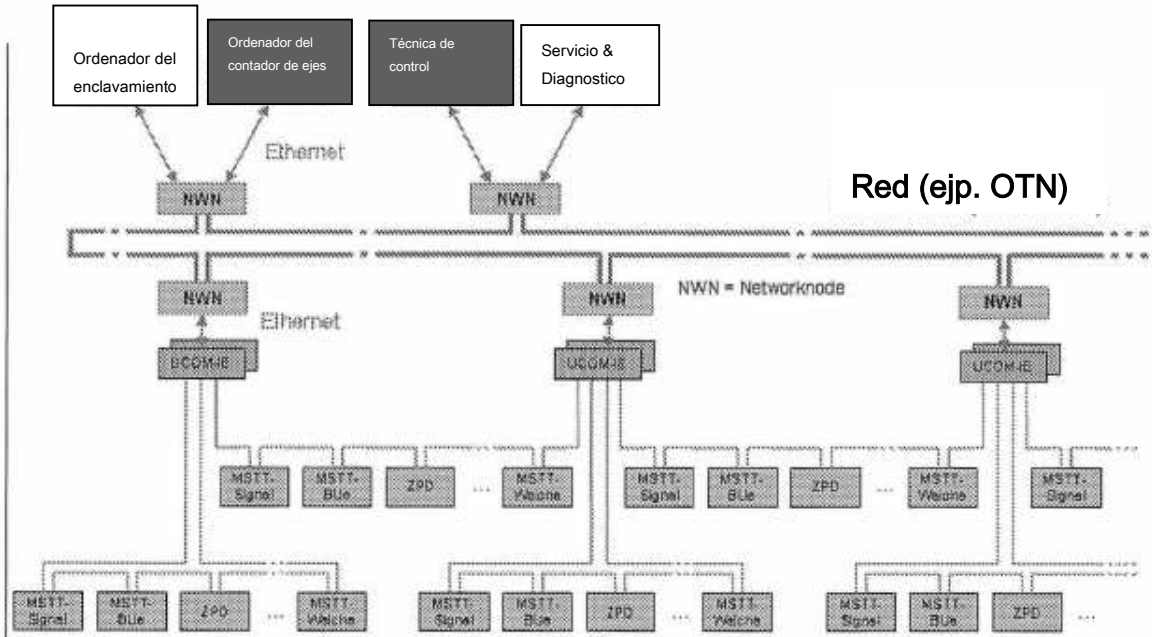 Ordenador del
enclavamiento
Ordenador del
contador de ejes
Técnica de
control
Servicio &
Diagnostico
Ethernet
NWN
NWN
Red (ejp. OTN)
NWN
NWN
NWN
NWN = Networknode
Ethernet
UCOM-IE
UCOM-IE
UCOM-IE
MSTT-
Signal
MSTT-
BUe
ZPD
...
MSTT-
Weiche
MSTT-
Signal
MSTT-
BUe
ZPD
...
MSTT-
Weiche
MSTT-
Signal
MSTT-
Signal
MSTT-
BUe
ZPD
...
MSTT-
Weiche
MSTT-
Signal
MSTT-
BUe
ZPD
...
MSTT-
Weiche
MSTT-
Signal
MSTT-
BUe
ZPD
...